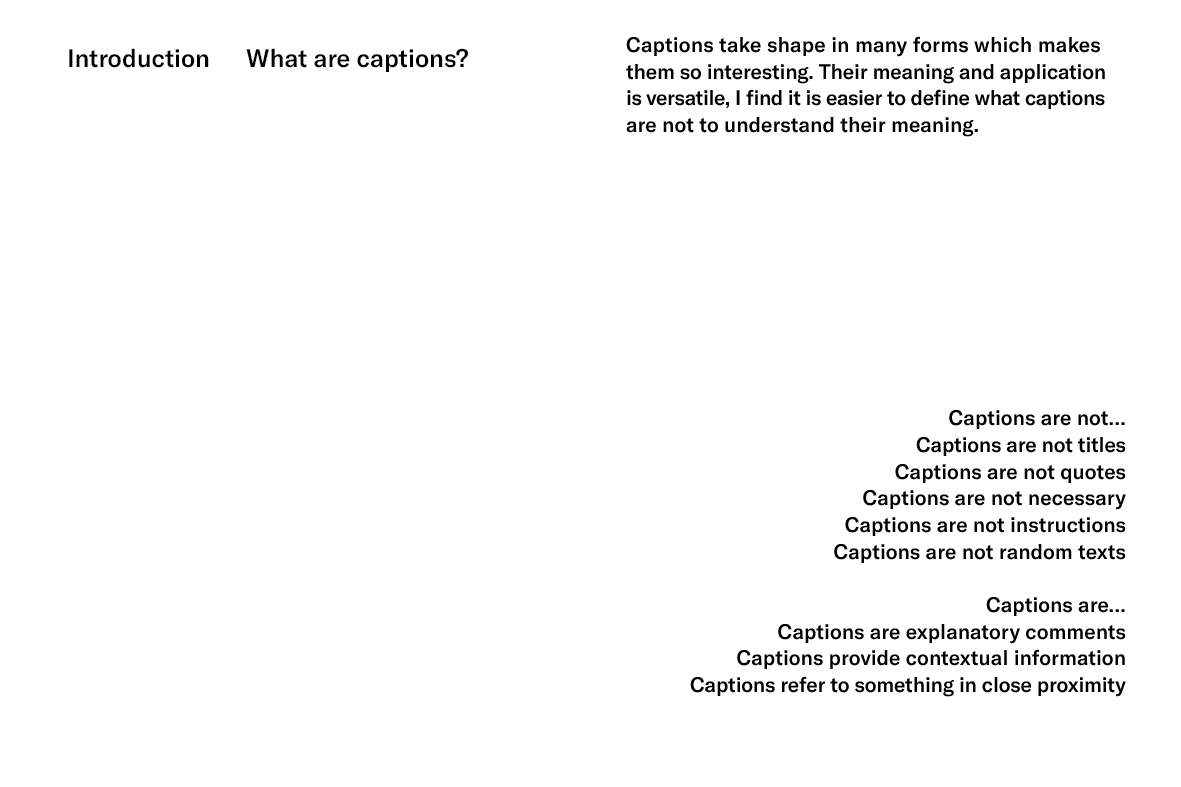 Introduction What are captions?
Captions take shape in many forms which makes
them so interesting. Their meaning and application
is versatile, I find it is easier to define what captions
are not to understand their meaning.
Captions are not...
Captions are not titles
Captions are not quotes
Captions are not necessary
Captions are not instructions
Captions are not random texts
Captions are...
Captions are explanatory comments
Captions provide contextual information
Captions refer to something in close proximity